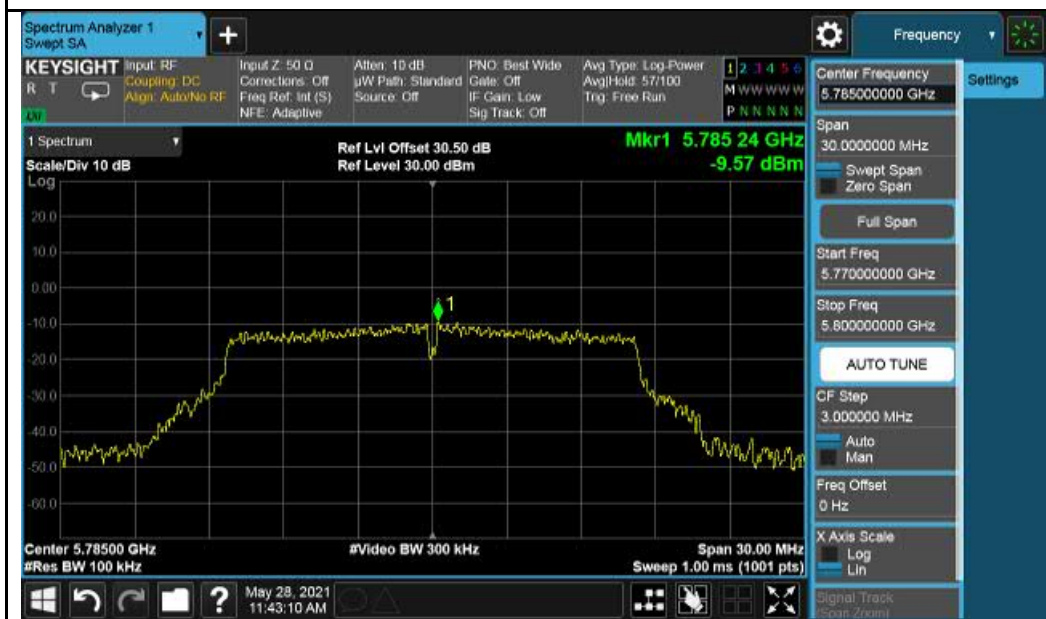 Spectrum Analyzer 1
Swept SA
+
Frequency
KEYSIGHT
R T
Input: RF
Coupling: DC
Align: Auto/No RF
Input Z: 50 Ω
Corrections: Off
Freq Ref: Int (S)
NFE: Adaptive
Atten: 10 dB
µW Path: Standard
Source: Off
PNO: Best Wide
Gate: Off
IF Gain: Low
Sig Track: Off
Avg Type: Log-Power
Avg|Hold: 57/100
Trig: Free Run
1 2 3 4 5 6
M W W W W W
P N N N N N
1 Spectrum
Scale/Div 10 dB
Log
Ref Lvl Offset 30.50 dB
Ref Level 30.00 dBm
Mkr1 5.785 24 GHz
-9.57 dBm
20.0
10.0
0.00
-10.0
-20.0
-30.0
-40.0
-50.0
-60.0
1
Center 5.78500 GHz
#Res BW 100 kHz
#Video BW 300 kHz
Span 30.00 MHz
Sweep 1.00 ms (1001 pts)
?
May 28, 2021
11:43:10 AM
Center Frequency
5.785000000 GHz
Settings
Span
30.0000000 MHz
Swept Span
Zero Span
Full Span
Start Freq
5.770000000 GHz
Stop Freq
5.800000000 GHz
AUTO TUNE
CF Step
3.000000 MHz
Auto
Man
Freq Offset
0 Hz
X Axis Scale
Log
Lin
Signal Track
(Span Zoom)